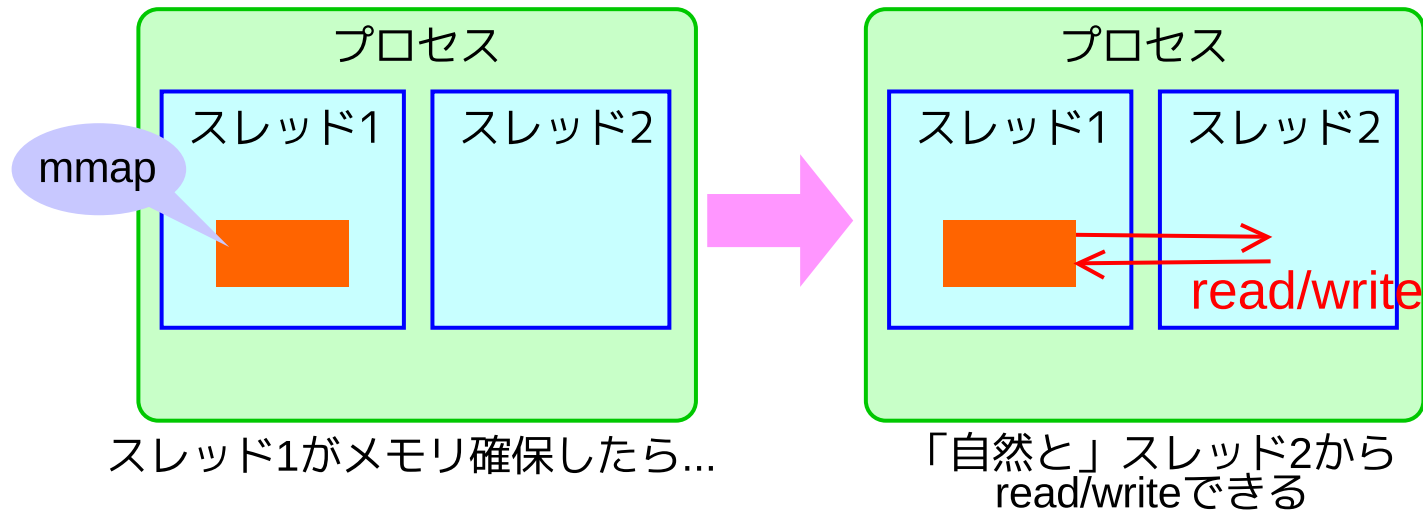 プロセス
スレッド1
スレッド2
mmap
スレッド1がメモリ確保したら...
プロセス
スレッド1
スレッド2
read/write
「自然と」スレッド2から
read/writeできる